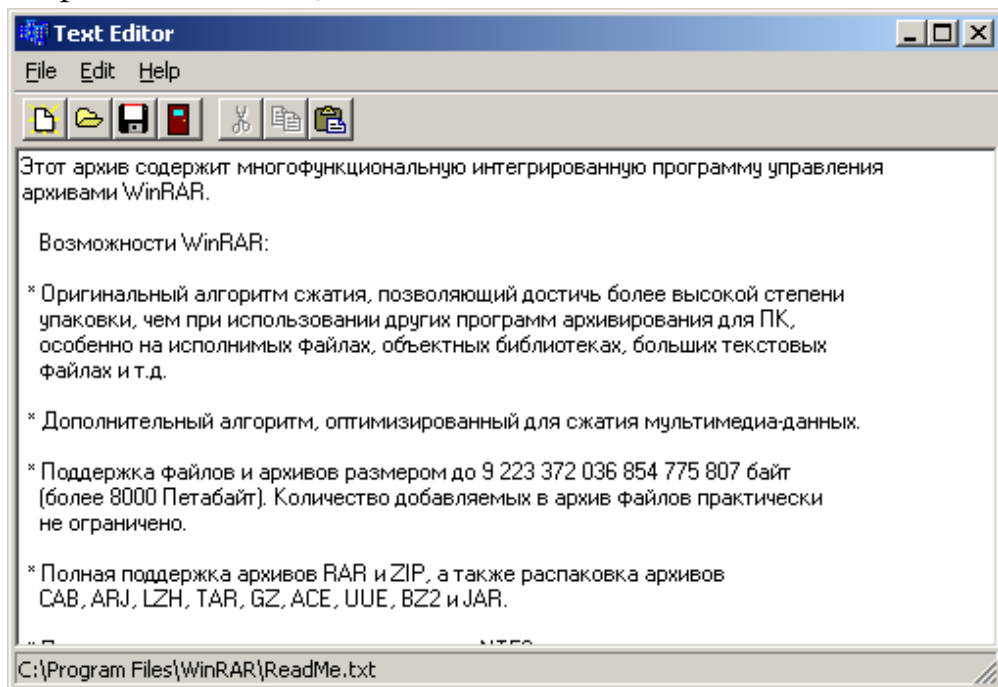 Text Editor
File Edit Help
Этот архив содержит многофункциональную интегрированную программу управления
архивами WinRAR.
Возможности WinRAR:
* Оригинальный алгоритм сжатия, позволяющий достичь более высокой степени
упаковки, чем при использовании других программ архивирования для ПК,
особенно на исполнимых файлах, объектных библиотеках, больших текстовых
файлах и т.д.
* Дополнительный алгоритм, оптимизированный для сжатия мультимедиа-данных.
* Поддержка файлов и архивов размером до 9 223 372 036 854 775 807 байт
(более 8000 Петабайт). Количество добавляемых в архив файлов практически
не ограничено.
* Полная поддержка архивов RAR и ZIP, а также распаковка архивов
CAB, ARJ, LZH, TAR, GZ, ACE, UUE, BZ2 и JAR.
C:\Program Files\WinRAR\ReadMe.txt